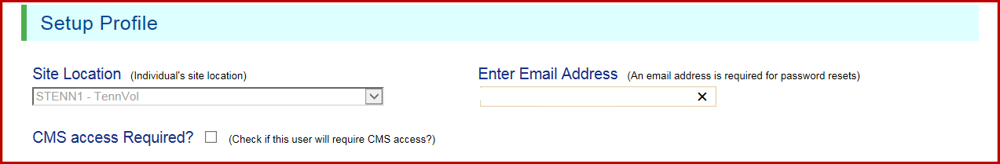 Setup Profile
Site Location (Individual's site location)
Enter Email Address (An email address is required for password resets)
STENN1 - TennVol
CMS access Required? (Check if this user will require CMS access?)